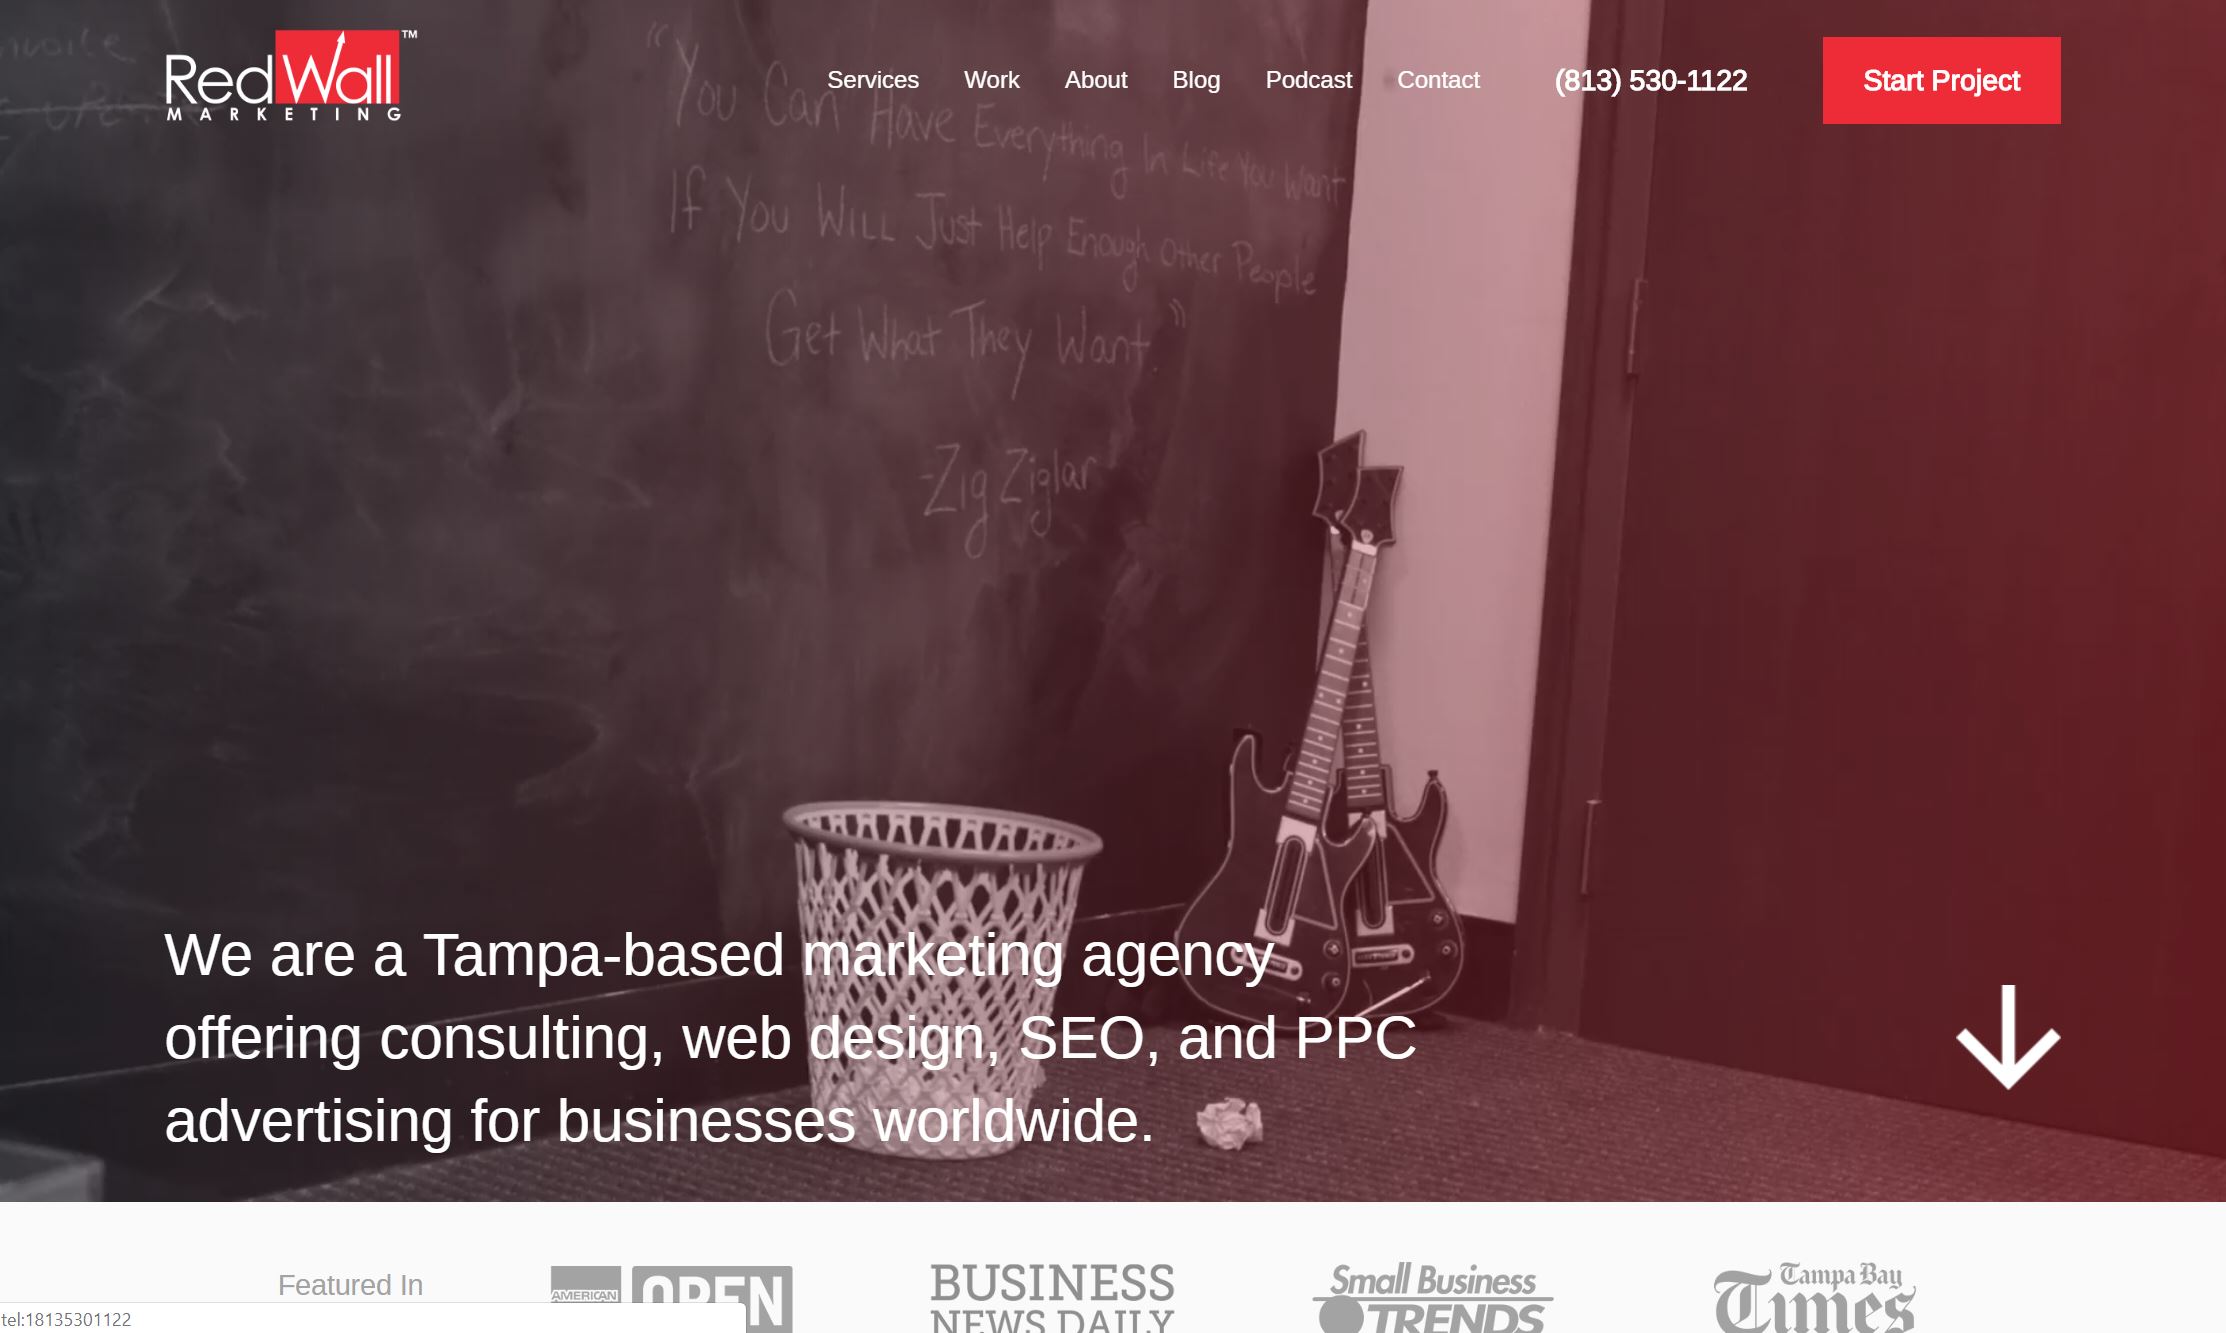 RedWall™
MARKETING
Services Work About Blog Podcast Contact (813) 530-1122 Start Project
invoice
"You Can Have Everything In Life You Want
If You Will Just Help Enough Other People
Get What They Want."
-Zig Ziglar
We are a Tampa-based marketing agency
offering consulting, web design, SEO, and PPC
advertising for businesses worldwide.
Featured In
AMERICAN
OPEN
BUSINESS
NEWS DAILY
Small Business
TRENDS
Tampa Bay
Times
tel:18135301122